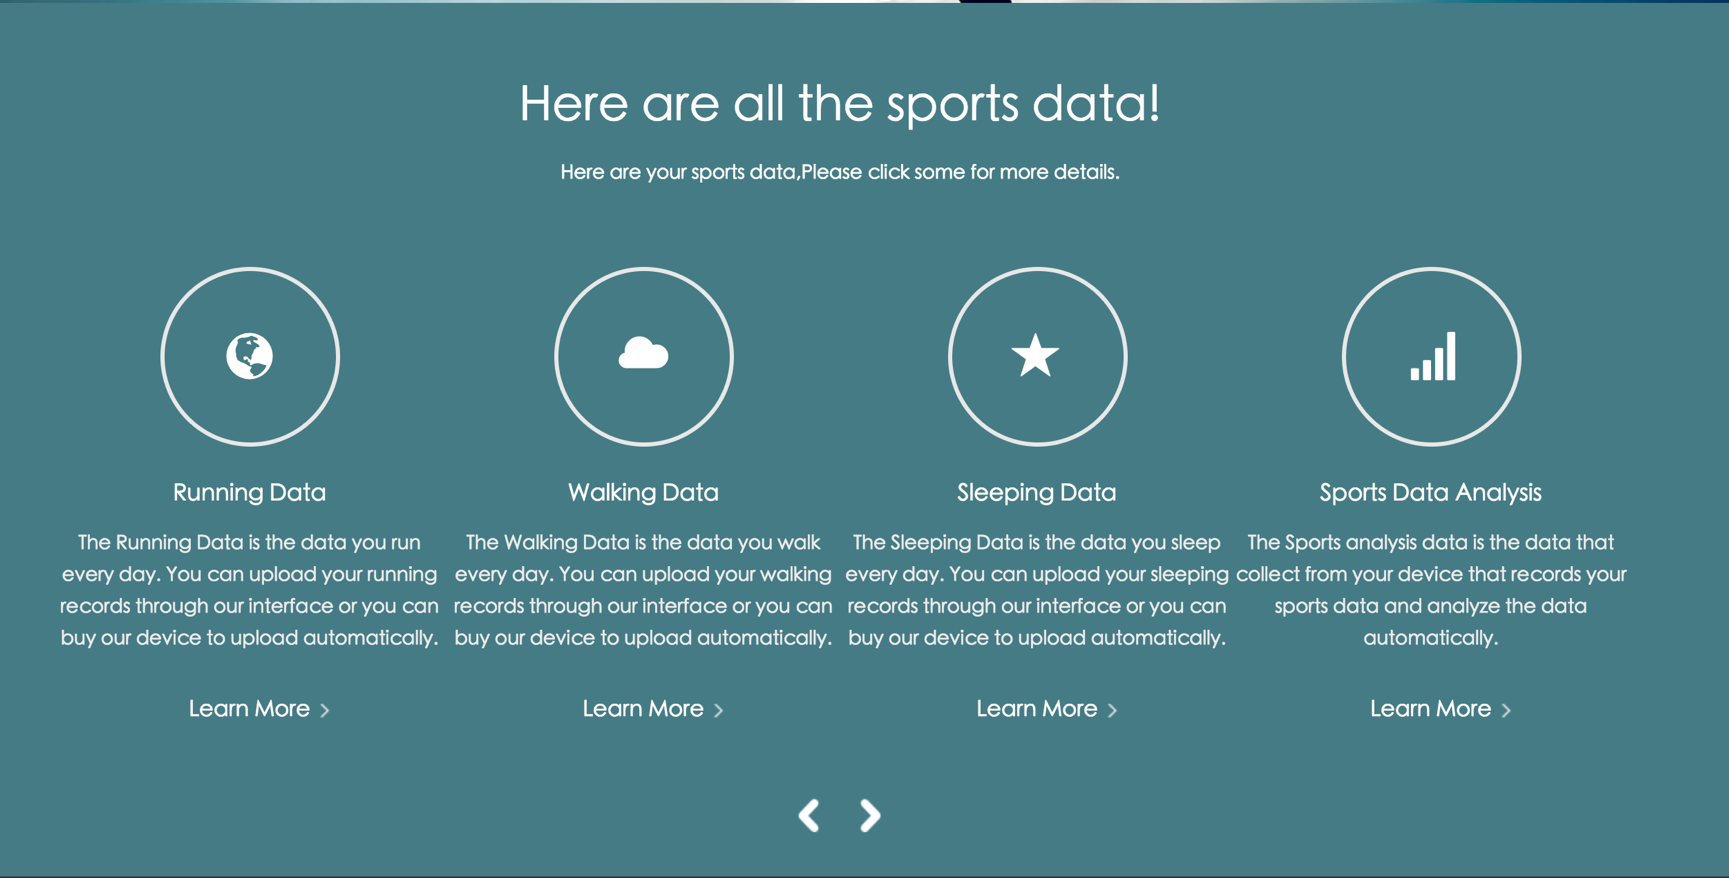 Here are all the sports data!
Here are your sports data,Please click some for more details.
Running Data
The Running Data is the data you run
every day. You can upload your running
records through our interface or you can
buy our device to upload automatically.
Learn More
Walking Data
The Walking Data is the data you walk
every day. You can upload your walking
records through our interface or you can
buy our device to upload automatically.
Learn More
Sleeping Data
The Sleeping Data is the data you sleep
every day. You can upload your sleeping
records through our interface or you can
buy our device to upload automatically.
Learn More
Sports Data Analysis
The Sports analysis data is the data that
collect from your device that records your
sports data and analyze the data
automatically.
Learn More